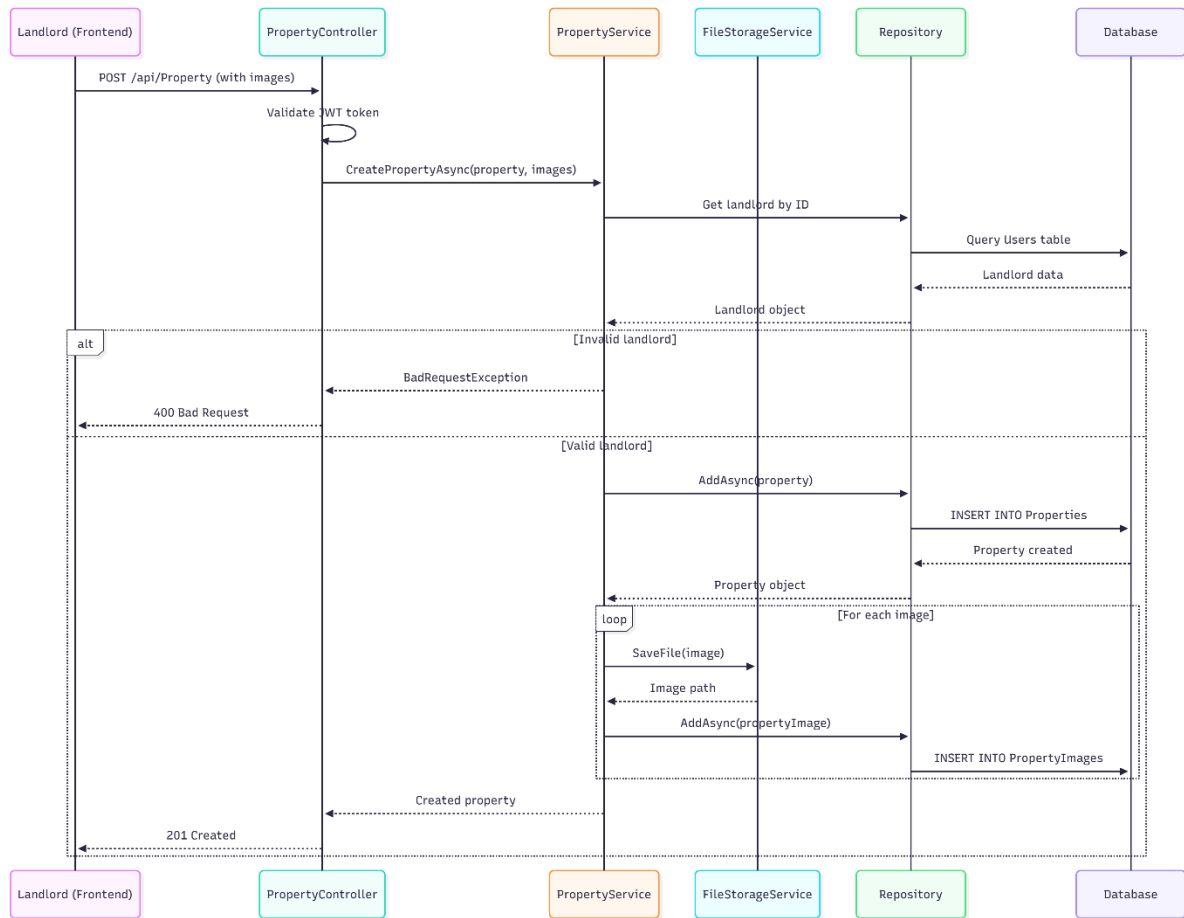 Landlord (Frontend)
PropertyController
PropertyService
FileStorageService
Repository
Database
POST /api/Property (with images)
Validate JWT token
CreatePropertyAsync(property, images)
Get landlord by ID
Query Users table
Landlord data
Landlord object
alt
[Invalid landlord]
BadRequestException
400 Bad Request
[Valid landlord]
AddAsync(property)
INSERT INTO Properties
Property created
Property object
loop
[For each image]
SaveFile(image)
Image path
AddAsync(propertyImage)
INSERT INTO PropertyImages
Created property
201 Created
Landlord (Frontend)
PropertyController
PropertyService
FileStorageService
Repository
Database